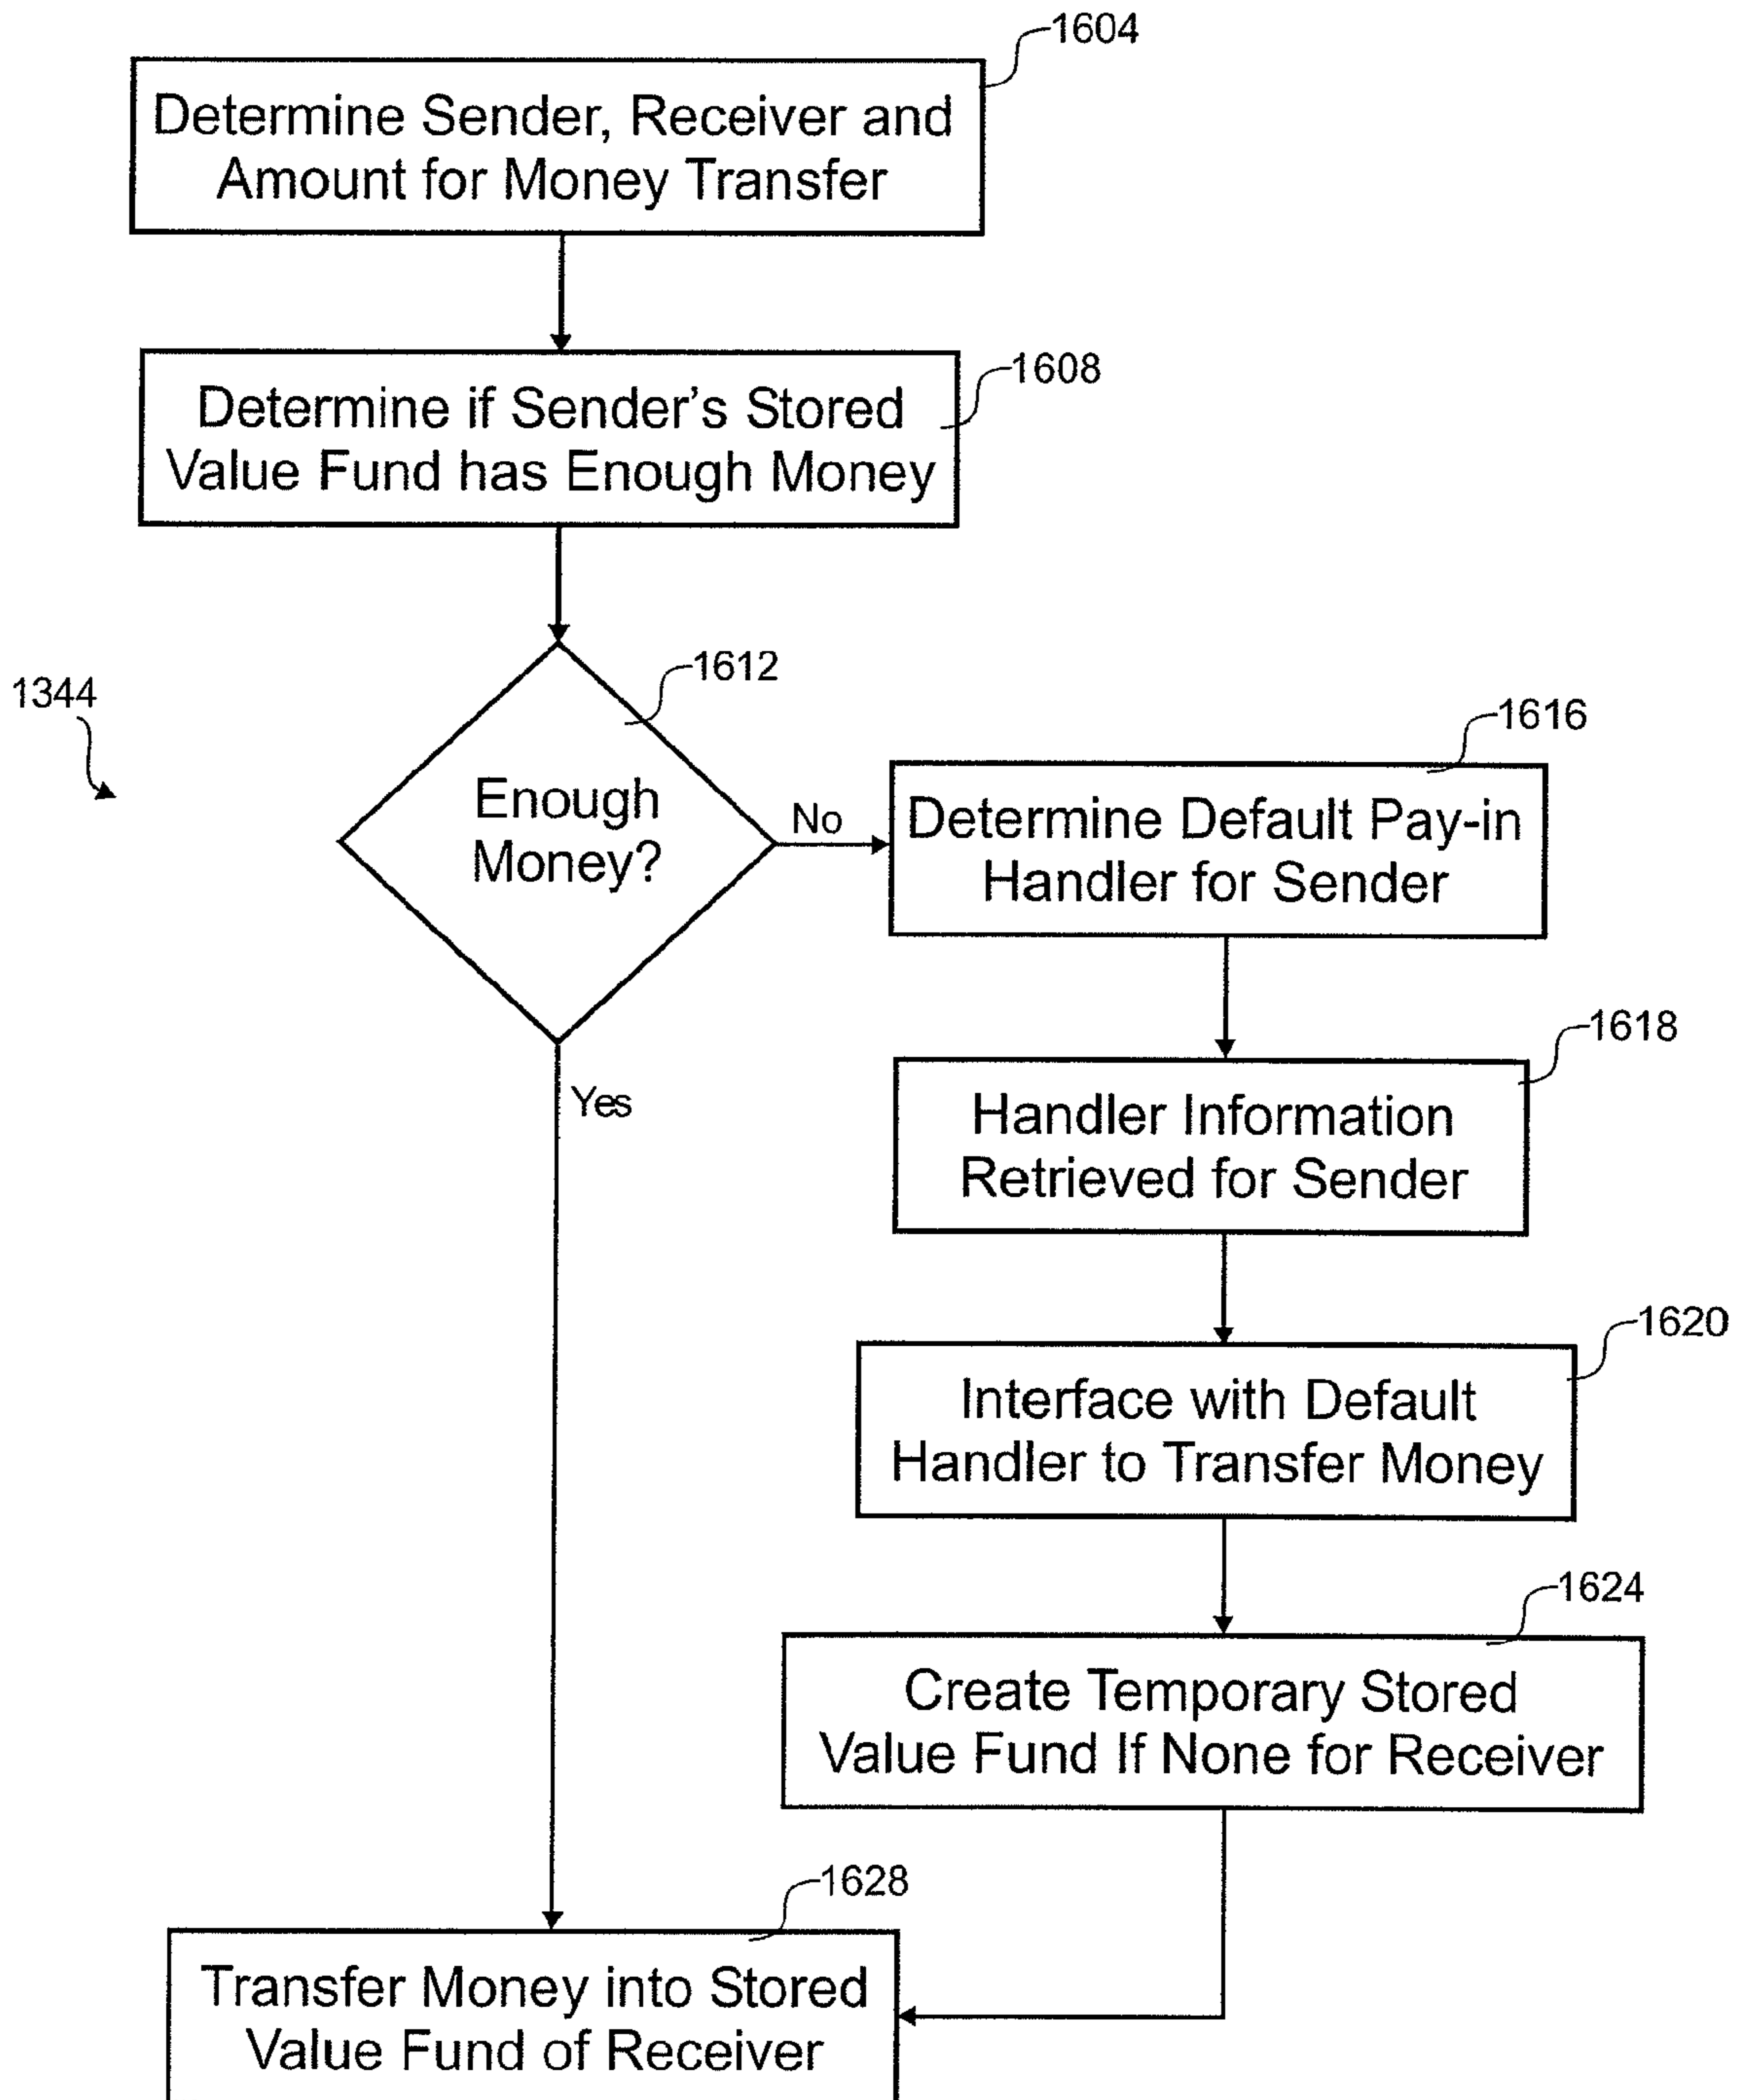 1604
Determine Sender, Receiver and
Amount for Money Transfer
1608
Determine if Sender's Stored
Value Fund has Enough Money
1612
1344
Enough
Money?
No
1616
Determine Default Pay-in
Handler for Sender
Yes
1618
Handler Information
Retrieved for Sender
1620
Interface with Default
Handler to Transfer Money
1624
Create Temporary Stored
Value Fund If None for Receiver
1628
Transfer Money into Stored
Value Fund of Receiver